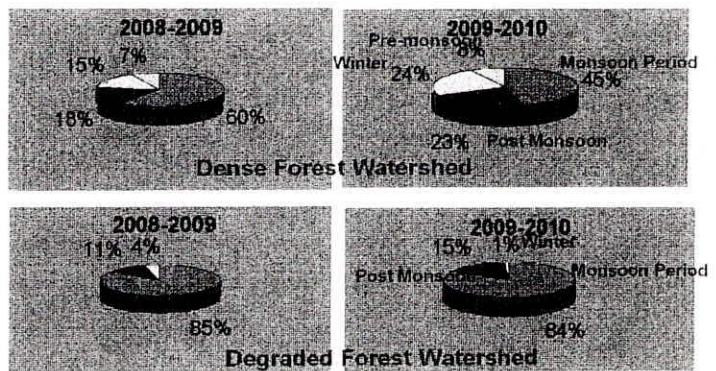 2008-2009
7%
15%
18%
60%
2009-2010
Pre-monsoon
8%
Winter
24%
Monsoon Period
45%
23%
Post Monsoon
Dense Forest Watershed
2008-2009
11%
4%
85%
2009-2010
15%
1%
Winter
Post Monsoon
Monsoon Period
84%
Degraded Forest Watershed